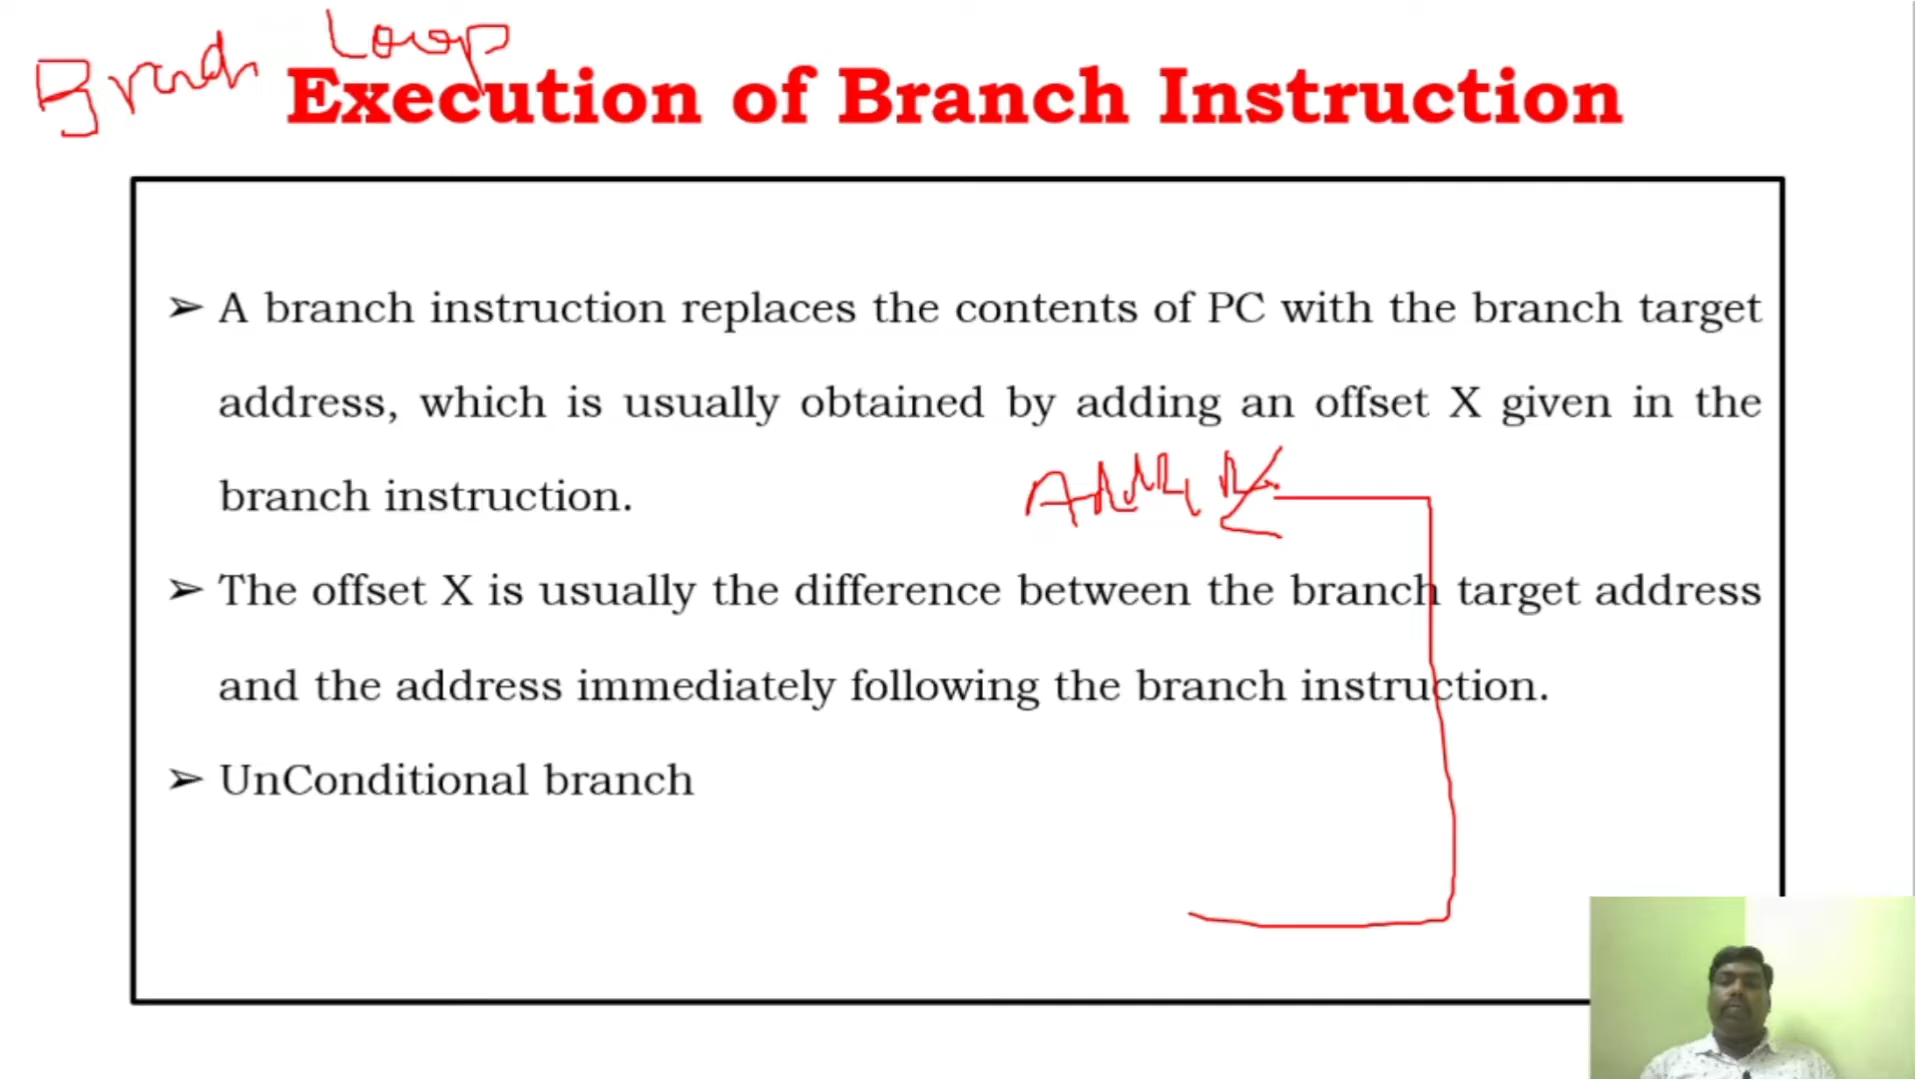 Loop
Execution of Branch Instruction
➢ A branch instruction replaces the contents of PC with the branch target
address, which is usually obtained by adding an offset X given in the
branch instruction.
➢ The offset X is usually the difference between the branch target address
and the address immediately following the branch instruction.
➢ UnConditional branch